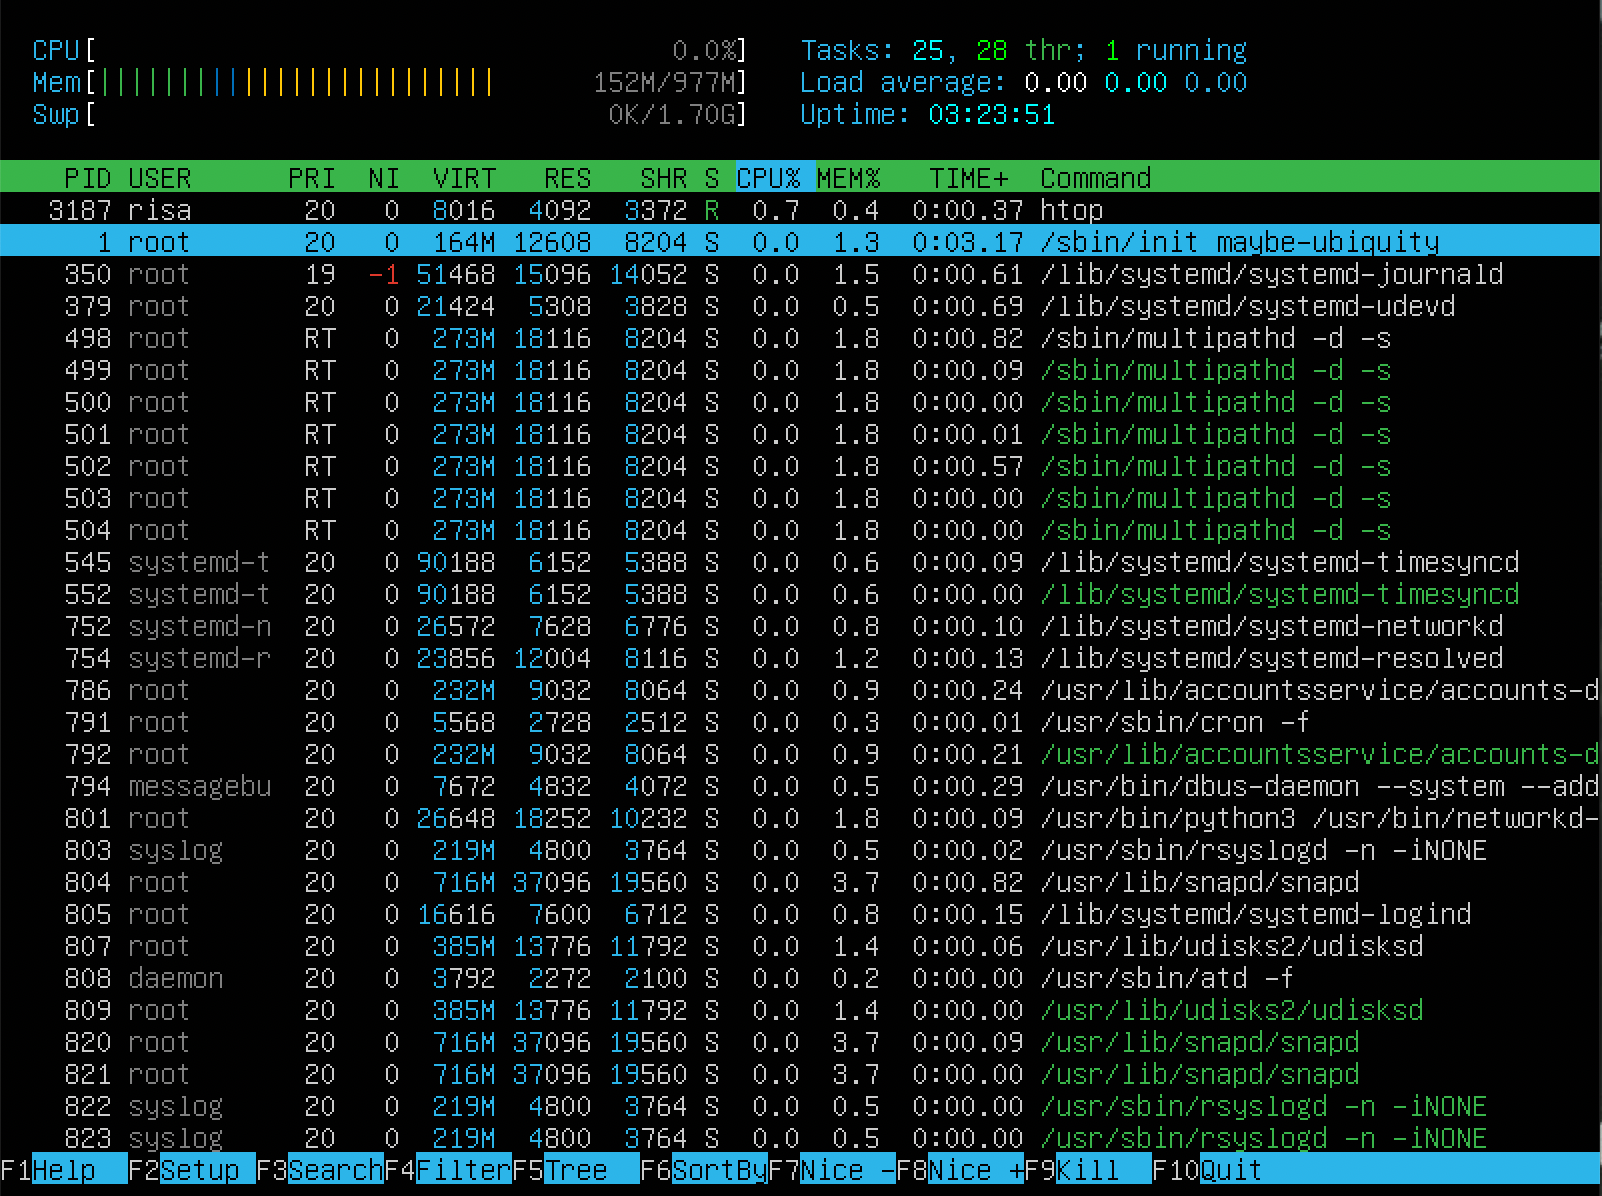 CPU[ 0.0%] Tasks: 25, 28 thr; 1 running
Mem[||||||||||||||||||||||||| 152M/977M] Load average: 0.00 0.00 0.00
Swp[ 0K/1.70G] Uptime: 03:23:51
PID USER PRI NI VIRT RES SHR S CPU% MEM% TIME+ Command
3187 risa 20 0 8016 4092 3372 R 0.7 0.4 0:00.37 htop
1 root 20 0 164M 12608 8204 S 0.0 1.3 0:03.17 /sbin/init maybe-ubiquity
350 root 19 -1 51468 15096 14052 S 0.0 1.5 0:00.61 /lib/systemd/systemd-journald
379 root 20 0 21424 5308 3828 S 0.0 0.5 0:00.69 /lib/systemd/systemd-udevd
498 root RT 0 273M 18116 8204 S 0.0 1.8 0:00.82 /sbin/multipathd -d -s
499 root RT 0 273M 18116 8204 S 0.0 1.8 0:00.09 /sbin/multipathd -d -s
500 root RT 0 273M 18116 8204 S 0.0 1.8 0:00.00 /sbin/multipathd -d -s
501 root RT 0 273M 18116 8204 S 0.0 1.8 0:00.01 /sbin/multipathd -d -s
502 root RT 0 273M 18116 8204 S 0.0 1.8 0:00.57 /sbin/multipathd -d -s
503 root RT 0 273M 18116 8204 S 0.0 1.8 0:00.00 /sbin/multipathd -d -s
504 root RT 0 273M 18116 8204 S 0.0 1.8 0:00.00 /sbin/multipathd -d -s
545 systemd-t 20 0 90188 6152 5388 S 0.0 0.6 0:00.09 /lib/systemd/systemd-timesyncd
552 systemd-t 20 0 90188 6152 5388 S 0.0 0.6 0:00.00 /lib/systemd/systemd-timesyncd
752 systemd-n 20 0 26572 7628 6776 S 0.0 0.8 0:00.10 /lib/systemd/systemd-networkd
754 systemd-r 20 0 23856 12004 8116 S 0.0 1.2 0:00.13 /lib/systemd/systemd-resolved
786 root 20 0 232M 9032 8064 S 0.0 0.9 0:00.24 /usr/lib/accountsservice/accounts-d
791 root 20 0 5568 2728 2512 S 0.0 0.3 0:00.01 /usr/sbin/cron -f
792 root 20 0 232M 9032 8064 S 0.0 0.9 0:00.21 /usr/lib/accountsservice/accounts-d
794 messagebu 20 0 7672 4832 4072 S 0.0 0.5 0:00.29 /usr/bin/dbus-daemon --system --add
801 root 20 0 26648 18252 10232 S 0.0 1.8 0:00.09 /usr/bin/python3 /usr/bin/networkd-
803 syslog 20 0 219M 4800 3764 S 0.0 0.5 0:00.02 /usr/sbin/rsyslogd -n -iNONE
804 root 20 0 716M 37096 19560 S 0.0 3.7 0:00.82 /usr/lib/snapd/snapd
805 root 20 0 16616 7600 6712 S 0.0 0.8 0:00.15 /lib/systemd/systemd-logind
807 root 20 0 385M 13776 11792 S 0.0 1.4 0:00.06 /usr/lib/udisks2/udisksd
808 daemon 20 0 3792 2272 2100 S 0.0 0.2 0:00.00 /usr/sbin/atd -f
809 root 20 0 385M 13776 11792 S 0.0 1.4 0:00.00 /usr/lib/udisks2/udisksd
820 root 20 0 716M 37096 19560 S 0.0 3.7 0:00.09 /usr/lib/snapd/snapd
821 root 20 0 716M 37096 19560 S 0.0 3.7 0:00.00 /usr/lib/snapd/snapd
822 syslog 20 0 219M 4800 3764 S 0.0 0.5 0:00.00 /usr/sbin/rsyslogd -n -iNONE
823 syslog 20 0 219M 4800 3764 S 0.0 0.5 0:00.00 /usr/sbin/rsyslogd -n -iNONE
F1Help F2Setup F3SearchF4FilterF5Tree F6SortByF7Nice -F8Nice +F9Kill F10Quit